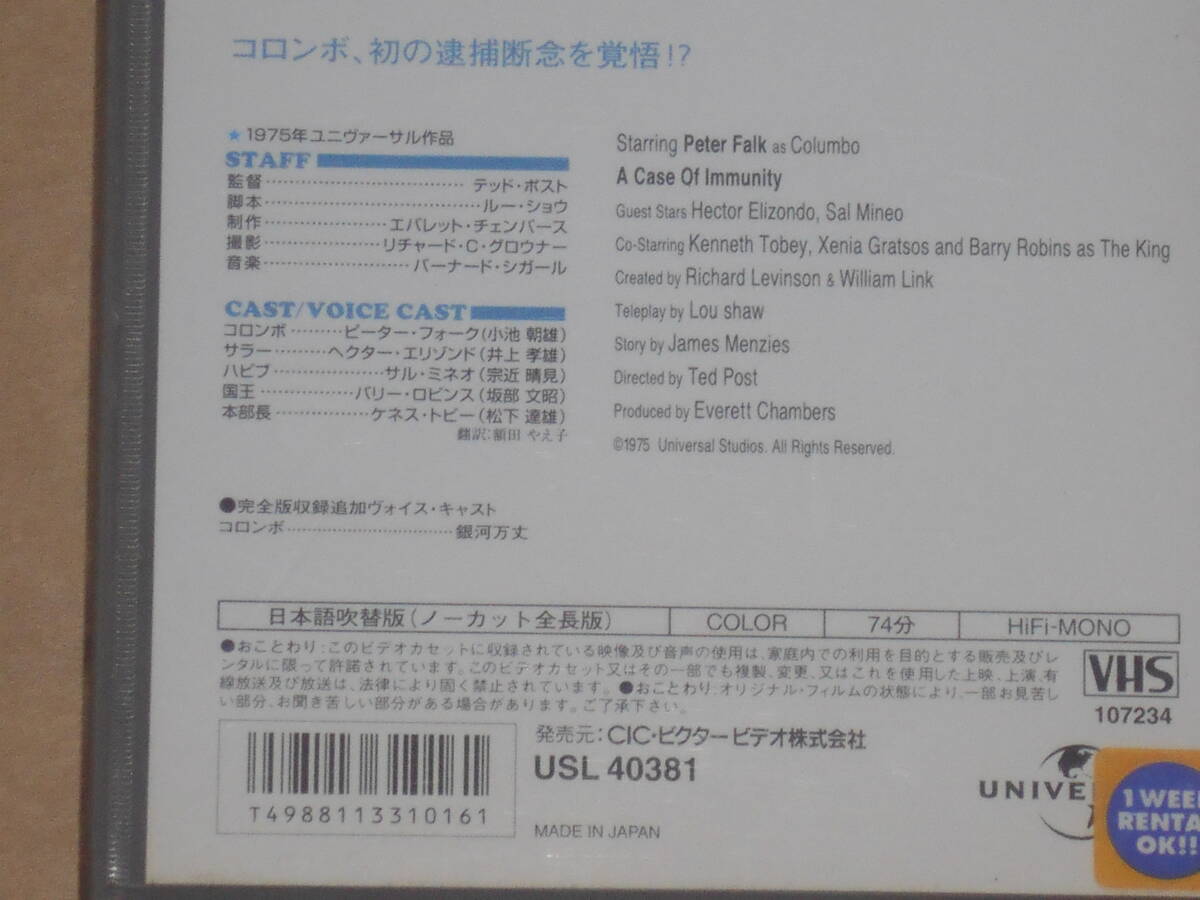 コロンボ、初の逮捕断念を覚悟!?
★1975年ユニヴァーサル作品
STAFF
監督……………………テッド・ポスト
脚本……………………ルー・ショウ
制作……………エバレット・チェンバース
撮影……………リチャード・C・グロウナー
音楽………………バーナード・シガール
CAST/VOICE CAST
コロンボ………ピーター・フォーク(小池 朝雄)
サラー………ヘクター・エリゾンド(井上 孝雄)
ハビブ………………サル・ミネオ(宗近 晴見)
国王……………バリー・ロビンス(坂部 文昭)
本部長……………ケネス・トビー(松下 達雄)
翻訳:額田 やえ子
●完全版収録追加ヴォイス・キャスト
コロンボ……………………………銀河万丈
Starring Peter Falk as Columbo
A Case Of Immunity
Guest Stars Hector Elizondo, Sal Mineo
Co-Starring Kenneth Tobey, Xenia Gratsos and Barry Robins as The King
Created by Richard Levinson & William Link
Teleplay by Lou shaw
Story by James Menzies
Directed by Ted Post
Produced by Everett Chambers
©1975 Universal Studios. All Rights Reserved.
日本語吹替版(ノーカット全長版) COLOR 74分 HiFi-MONO
●おことわり:このビデオカセットに収録されている映像及び音声の使用は、家庭内での利用を目的とする販売及びレ
ンタルに限って許諾されています。このビデオカセット又はその一部でも複製、変更、又はこれを使用した上映、上演、有
線放送及び放送は、法律により固く禁止されています。●おことわり:オリジナル・フィルムの状態により、一部お見苦し
い部分、お聞き苦しい部分がある場合があります。ご了承下さい。
VHS
107234
発売元:CIC・ビクタービデオ株式会社
USL 40381
MADE IN JAPAN
T4988113310161
UNIVE
1 WEEK
RENTA
OK!!